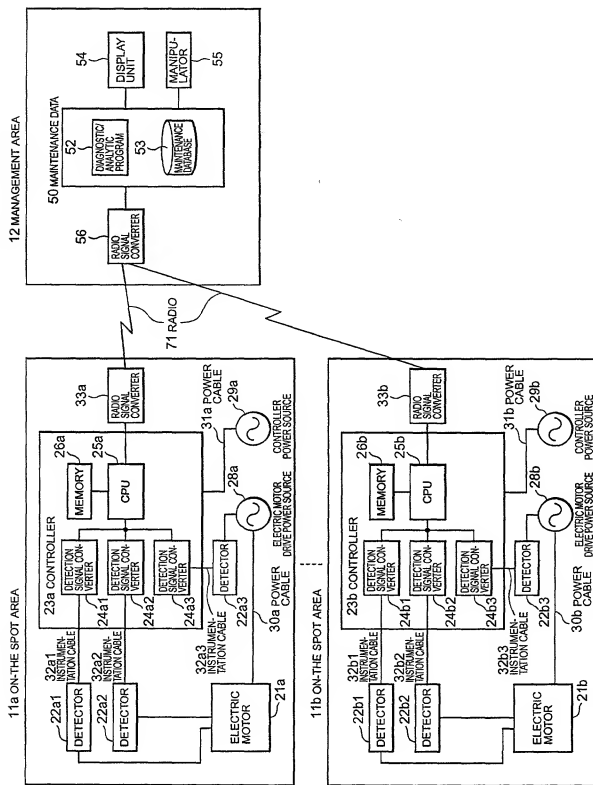 12 MANAGEMENT AREA
50 MAINTENANCE DATA
52
DIAGNOSTIC/
ANALYTIC
PROGRAM
53
MAINTENANCE
DATABASE
54
DISPLAY
UNIT
MANIPU-
LATOR
55
56
RADIO SIGNAL
CONVERTER
71 RADIO
11a ON-THE SPOT AREA
23a CONTROLLER
33a
RADIO
SIGNAL
CONVERTER
26a
MEMORY
25a
CPU
DETECTION
SIGNAL CON-
VERTER
24a1
DETECTION
SIGNAL CON-
VERTER
24a2
DETECTION
SIGNAL CON-
VERTER
24a3
32a1
INSTRUMEN-
TATION CABLE
32a2
INSTRUMEN-
TATION CABLE
32a3
INSTRUMEN-
TATION CABLE
22a1
DETECTOR
22a2
DETECTOR
DETECTOR
22a3
31a POWER
CABLE
29a
CONTROLLER
POWER SOURCE
28a
ELECTRIC MOTOR
DRIVE POWER SOURCE
30a POWER
CABLE
ELECTRIC
MOTOR
21a
11b ON-THE SPOT AREA
23b CONTROLLER
33b
RADIO
SIGNAL
CONVERTER
26b
MEMORY
25b
CPU
DETECTION
SIGNAL CON-
VERTER
24b1
DETECTION
SIGNAL CON-
VERTER
24b2
DETECTION
SIGNAL CON-
VERTER
24b3
32b1
INSTRUMEN-
TATION CABLE
32b2
INSTRUMEN-
TATION CABLE
32b3
INSTRUMEN-
TATION CABLE
22b1
DETECTOR
22b2
DETECTOR
DETECTOR
22b3
31b POWER
CABLE
29b
CONTROLLER
POWER SOURCE
28b
ELECTRIC MOTOR
DRIVE POWER SOURCE
30b POWER
CABLE
ELECTRIC
MOTOR
21b